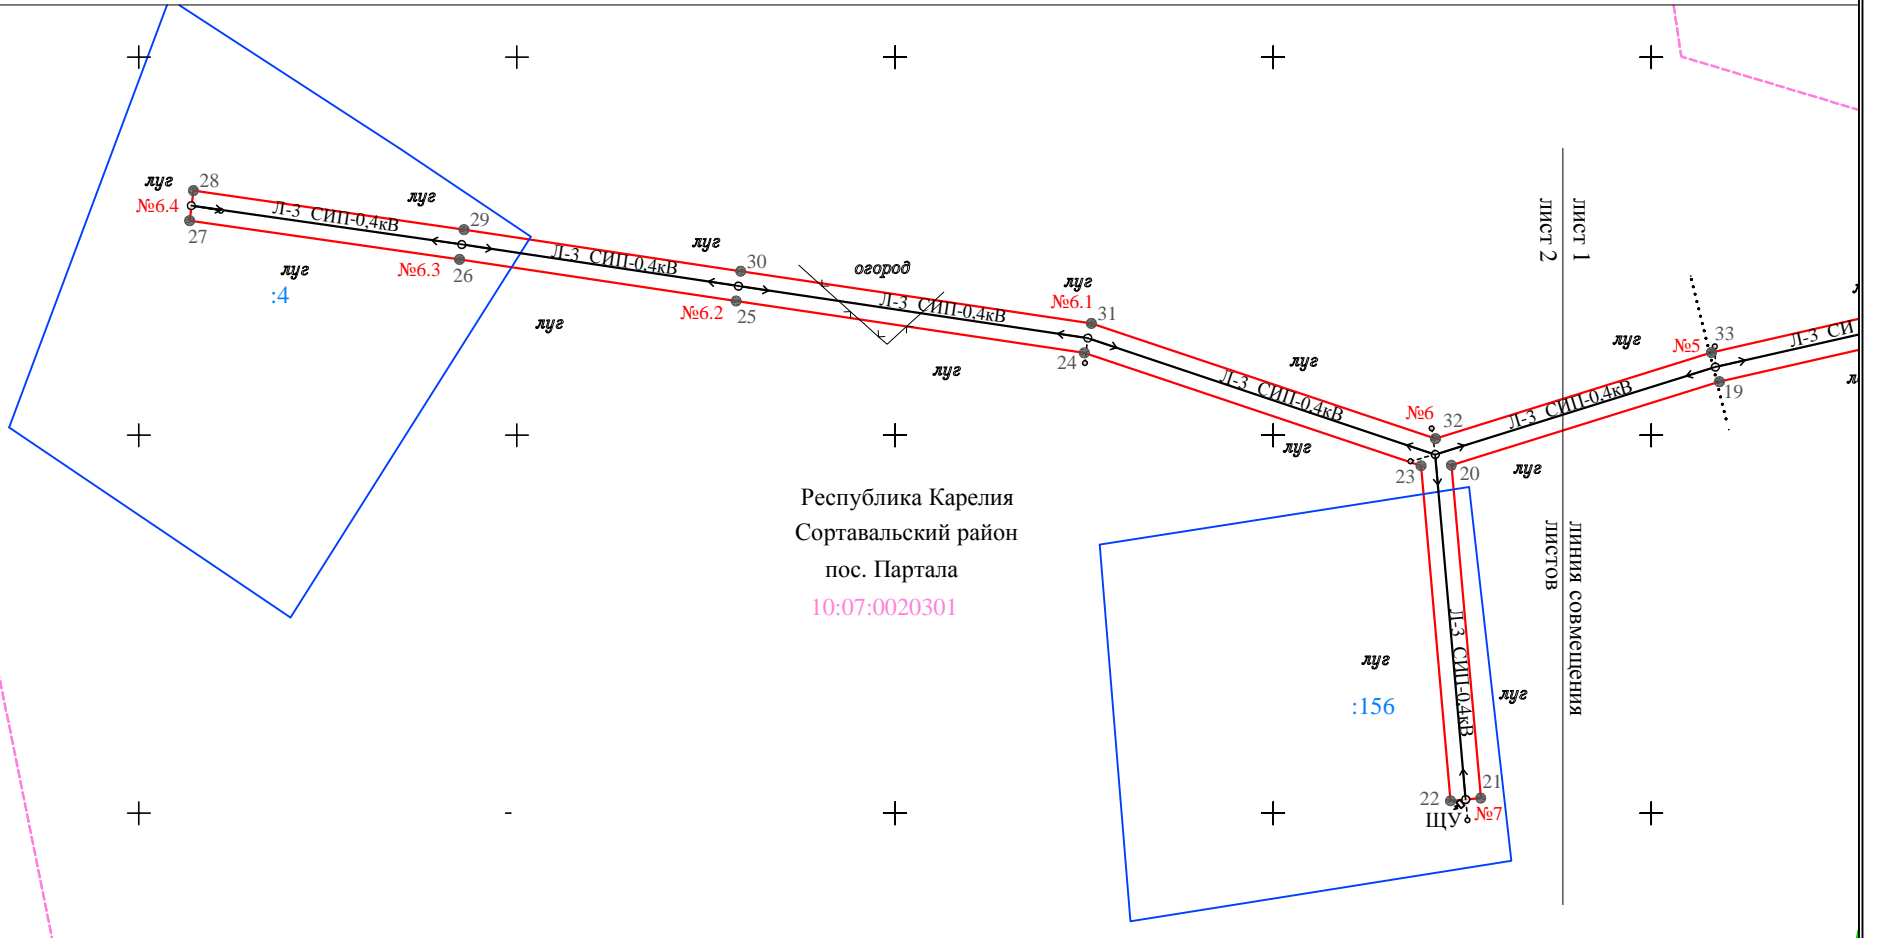 луг
28
№6.4
27
Л-3 СИП-0,4кВ
луг
29
луг
:4
№6.3
26
Л-3 СИП-0,4кВ
луг
30
луг
№6.2
25
огород
Л-3 СИП-0,4кВ
луг
№6.1
31
24
луг
Л-3 СИП-0,4кВ
луг
№6
32
луг
23
20
луг
Л-3 СИП-0,4кВ
лист 1
лист 2
луг
№5
33
19
Л-3 СИ
Республика Карелия
Сортавальский район
пос. Партала
10:07:0020301
линия совмещения
листов
Л-3 СИП-0,4кВ
луг
:156
луг
22
21
ЩУ
№7